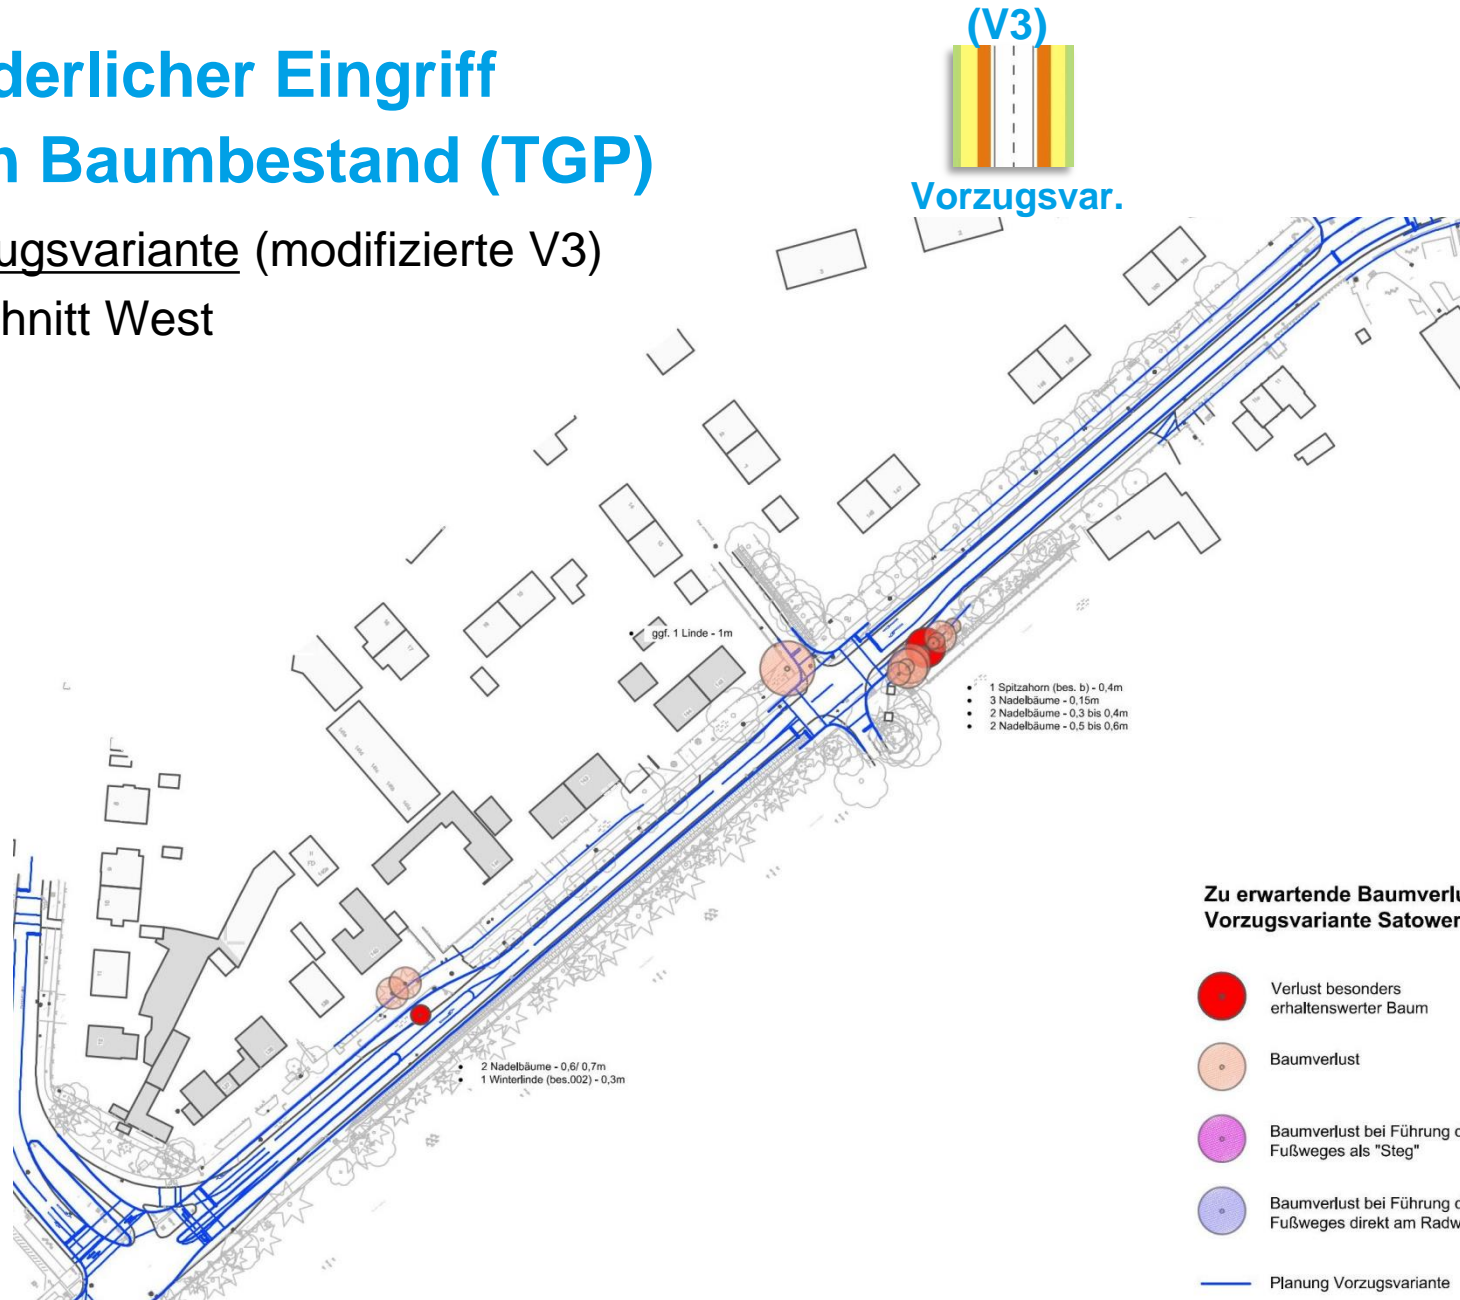 (V3)
derlicher Eingriff
n Baumbestand (TGP)
Vorzugsvar.
ugsvariante (modifizierte V3)
hnitt West
ggf. 1 Linde - 1m
1 Spitzahorn (bes. b) - 0,4m
3 Nadelbäume - 0,15m
2 Nadelbäume - 0,3 bis 0,4m
2 Nadelbäume - 0,5 bis 0,6m
2 Nadelbäume - 0,6/ 0,7m
1 Winterlinde (bes.002) - 0,3m
Zu erwartende Baumverlu
Vorzugsvariante Satower
Verlust besonders
erhaltenswerter Baum
Baumverlust
Baumverlust bei Führung d
Fußweges als "Steg"
Baumverlust bei Führung d
Fußweges direkt am Radw
Planung Vorzugsvariante